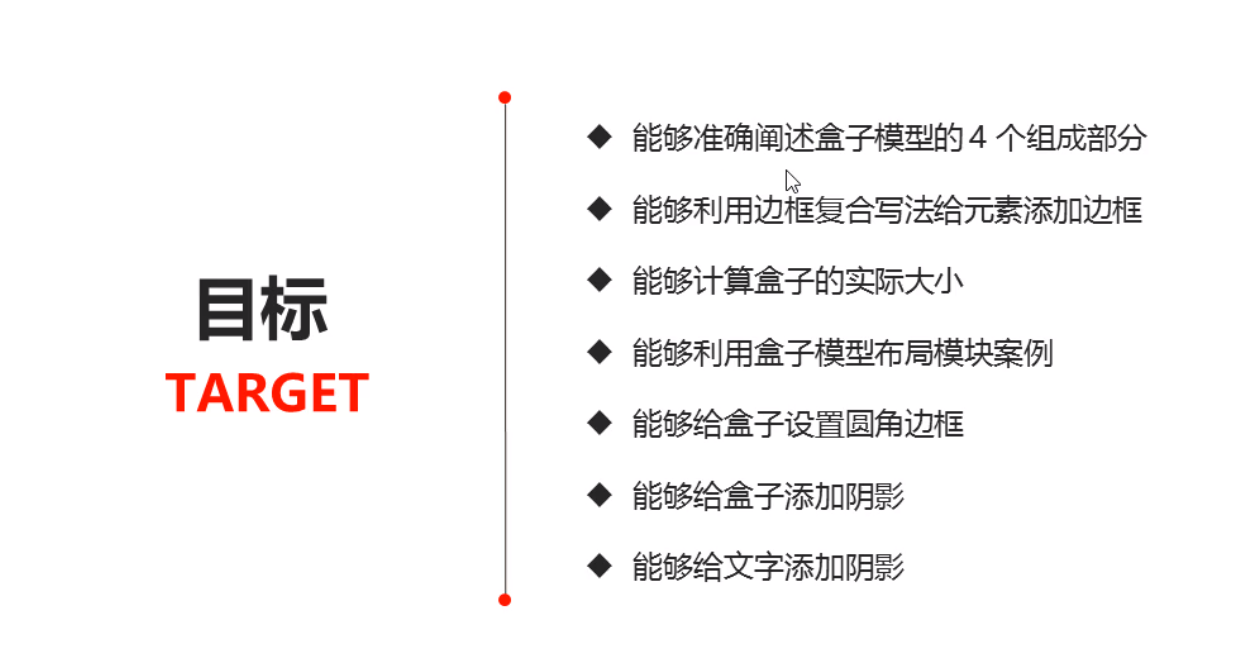 目标
TARGET
◆ 能够准确阐述盒子模型的 4 个组成部分
◆ 能够利用边框复合写法给元素添加边框
◆ 能够计算盒子的实际大小
◆ 能够利用盒子模型布局模块案例
◆ 能够给盒子设置圆角边框
◆ 能够给盒子添加阴影
◆ 能够给文字添加阴影